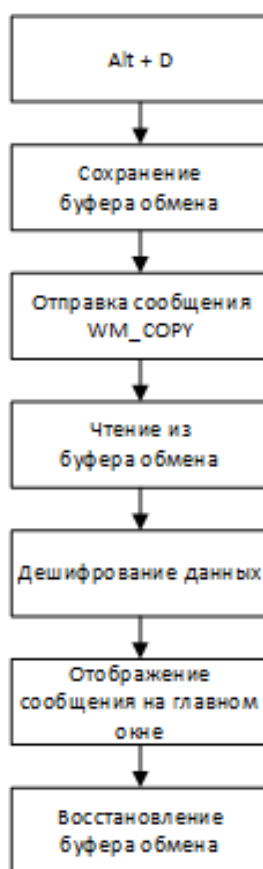 Alt + D
Сохранение
буфера обмена
Отправка сообщения
WM_COPY
Чтение из
буфера обмена
Дешифрование данных
Отображение
сообщения на главном
окне
Восстановление
буфера обмена